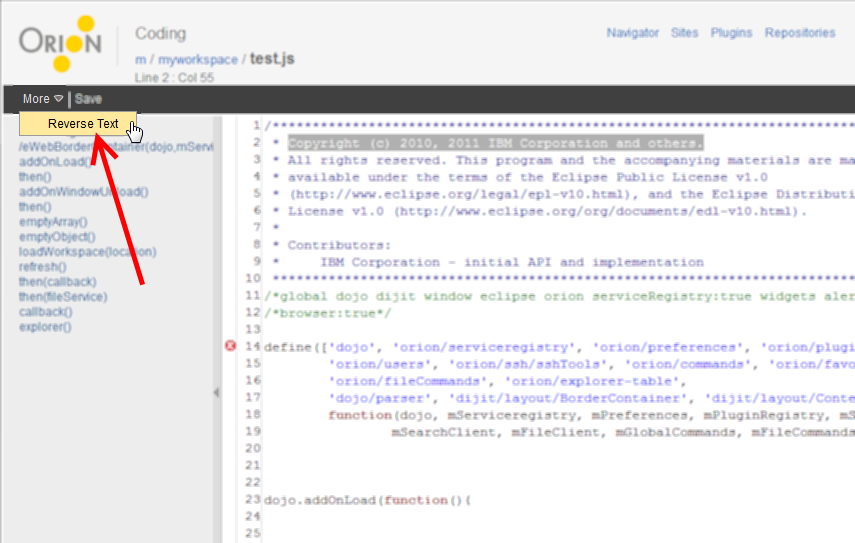 ORION
Coding
m / myworkspace / test.js
Line 2 : Col 55
Navigator Sites Plugins Repositories
More Save
Reverse Text
/eWebBorderContainer(dojo,mServi
addOnLoad()
then()
addOnWindowUnload()
then()
emptyArray()
emptyObject()
loadWorkspace(location)
refresh()
then(callback)
then(fileService)
callback()
explorer()
1 /*******************************************************************************
2 * Copyright (c) 2010, 2011 IBM Corporation and others.
3 * All rights reserved. This program and the accompanying materials are ma
4 * available under the terms of the Eclipse Public License v1.0
5 * (http://www.eclipse.org/legal/epl-v10.html), and the Eclipse Distributi
6 * License v1.0 (http://www.eclipse.org/org/documents/edl-v10.html).
7 *
8 * Contributors:
9 *     IBM Corporation - initial API and implementation
10 *******************************************************************************
11 /*global dojo dijit window eclipse orion serviceRegistry:true widgets aler
12 /*browser:true*/
13
14 define(['dojo', 'orion/serviceregistry', 'orion/preferences', 'orion/plugi
15 'orion/users', 'orion/ssh/sshTools', 'orion/commands', 'orion/favo
16 'orion/fileCommands', 'orion/explorer-table',
17 'dojo/parser', 'dijit/layout/BorderContainer', 'dijit/layout/Conte
18 function(dojo, mServiceregistry, mPreferences, mPluginRegistry, mS
19 mSearchClient, mFileClient, mGlobalCommands, mFileCommands
20
21
22
23 dojo.addOnLoad(function(){
24
25